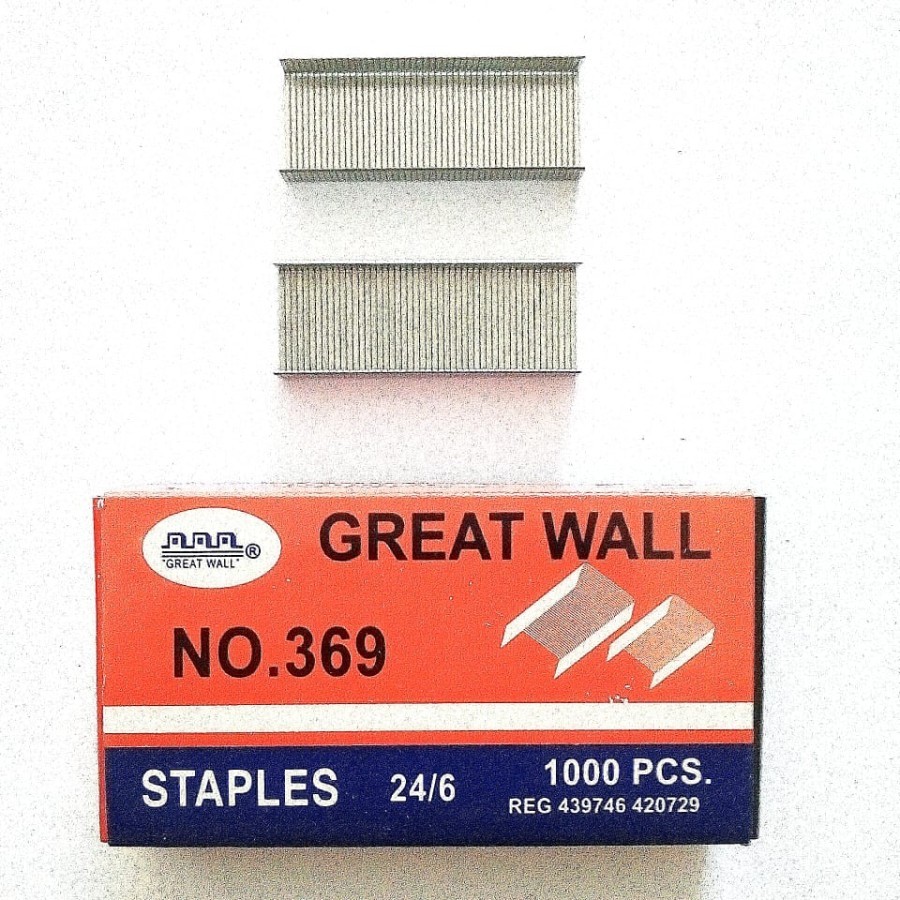 GREAT WALL
"GREAT WALL" ®
NO.369
STAPLES 24/6 1000 PCS.
REG 439746 420729